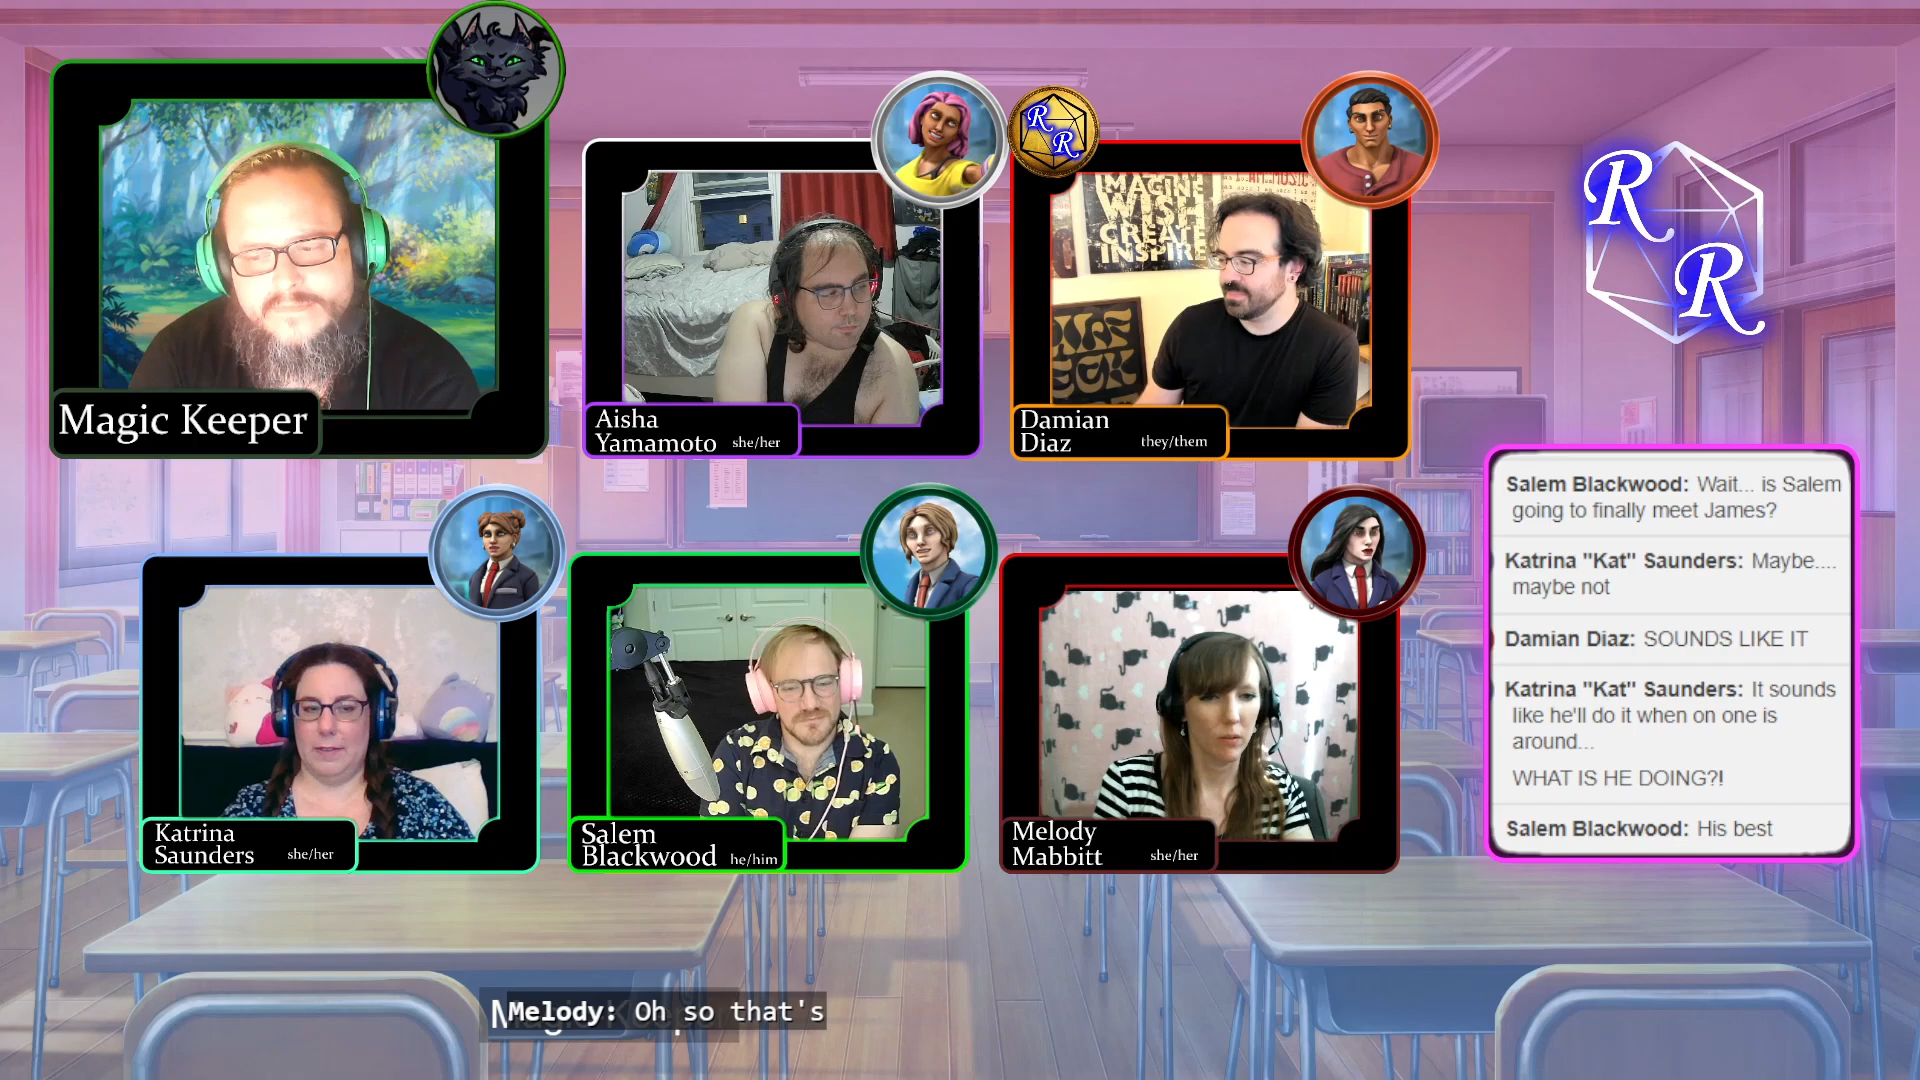 Magic Keeper
Aisha
Yamamoto she/her
R
R
IMAGINE
WISH
CREATE
INSPIRE
Damian
Diaz they/them
R
R
Katrina
Saunders she/her
Salem
Blackwood he/him
Melody
Mabbitt she/her
Salem Blackwood: Wait... is Salem
going to finally meet James?
Katrina "Kat" Saunders: Maybe....
maybe not
Damian Diaz: SOUNDS LIKE IT
Katrina "Kat" Saunders: It sounds
like he'll do it when on one is
around...
WHAT IS HE DOING?!
Salem Blackwood: His best
Melody: Oh so that's